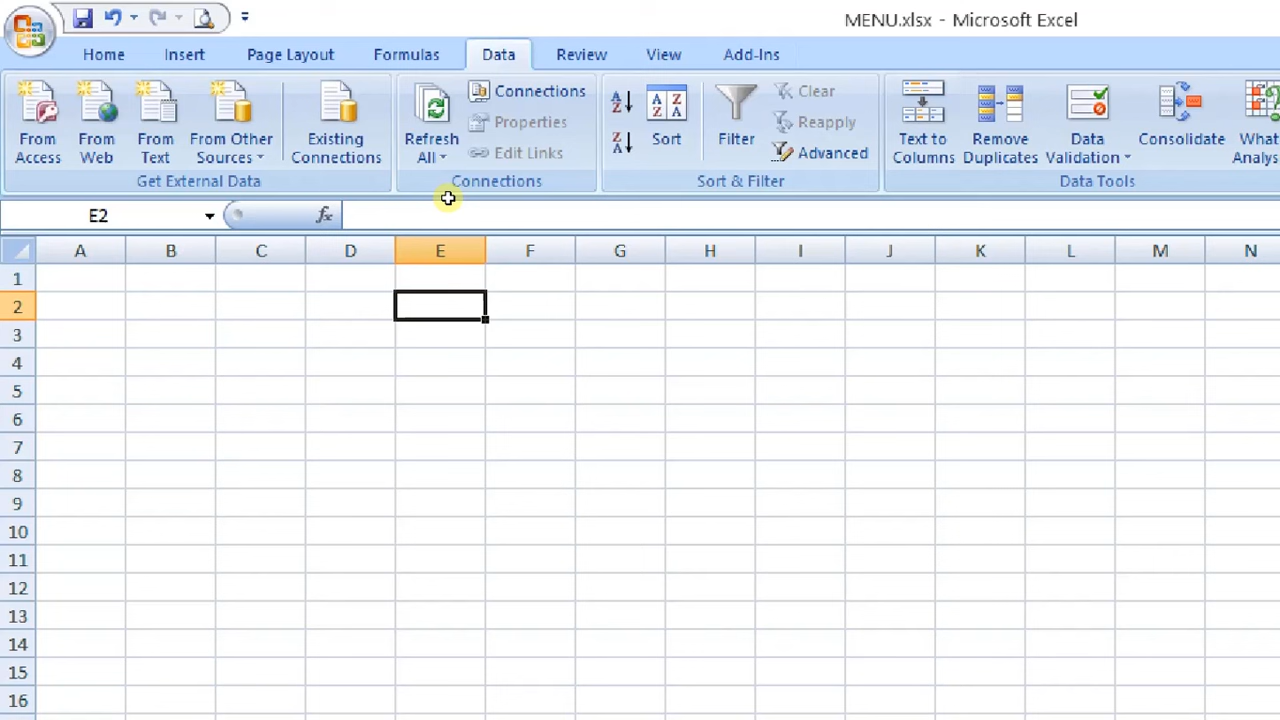 MENU.xlsx - Microsoft Excel
Home Insert Page Layout Formulas Data Review View Add-Ins
From Access
From Web
From Text
From Other Sources
Existing Connections
Get External Data
Refresh All
Connections
Properties
Edit Links
Connections
Sort
Filter
Clear
Reapply
Advanced
Sort & Filter
Text to Columns
Remove Duplicates
Data Validation
Consolidate
What
Analys
Data Tools
E2 fx
A B C D E F G H I J K L M N
1
2
3
4
5
6
7
8
9
10
11
12
13
14
15
16